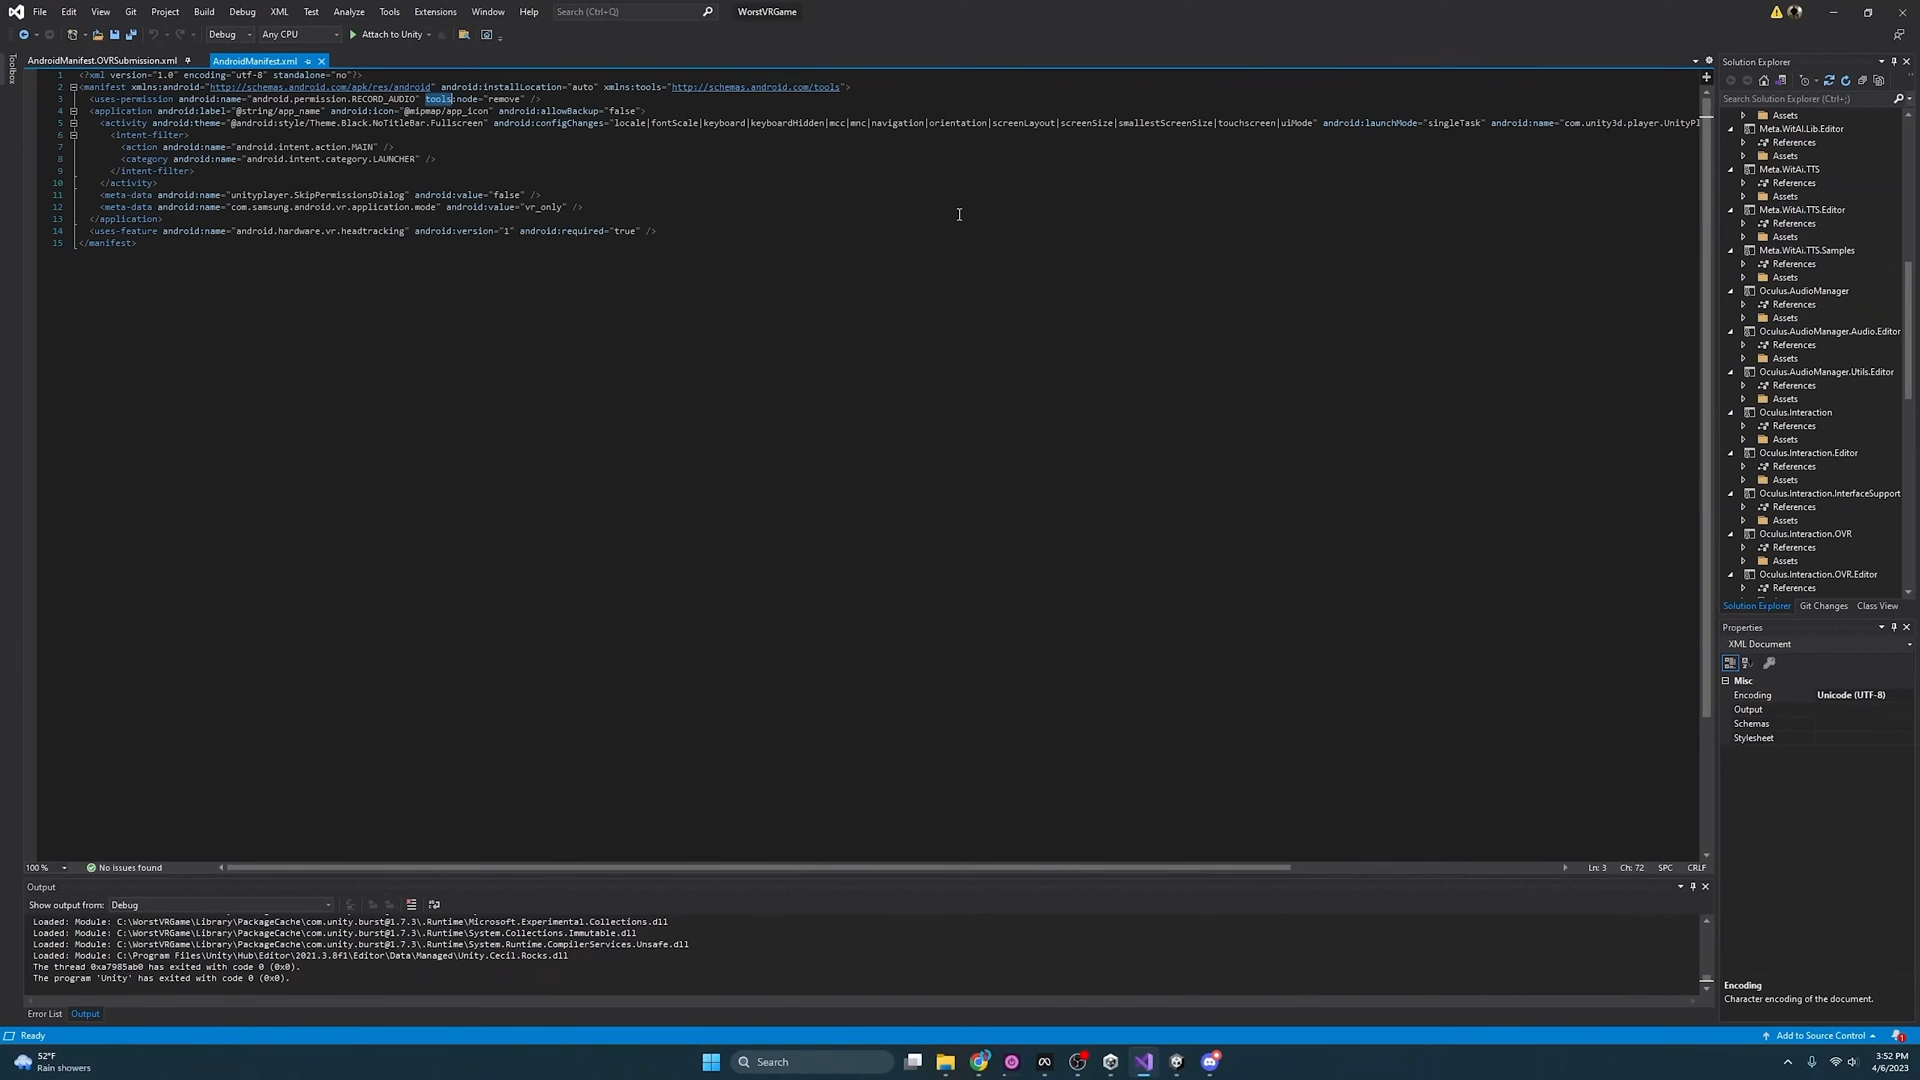 File Edit View Git Project Build Debug XML Test Analyze Tools Extensions Window Help Search (Ctrl+Q) WorstVRGame
Debug Any CPU Attach to Unity
Toolbox
AndroidManifest.OVRSubmission.xml AndroidManifest.xml
1 <?xml version="1.0" encoding="utf-8" standalone="no"?>
2 <manifest xmlns:android="http://schemas.android.com/apk/res/android" android:installLocation="auto" xmlns:tools="http://schemas.android.com/tools">
3 <uses-permission android:name="android.permission.RECORD_AUDIO" tools:node="remove" />
4 <application android:label="@string/app_name" android:icon="@mipmap/app_icon" android:allowBackup="false">
5 <activity android:theme="@android:style/Theme.Black.NoTitleBar.Fullscreen" android:configChanges="locale|fontScale|keyboard|keyboardHidden|mcc|mnc|navigation|orientation|screenLayout|screenSize|smallestScreenSize|touchscreen|uiMode" android:launchMode="singleTask" android:name="com.unity3d.player.UnityPl
6 <intent-filter>
7 <action android:name="android.intent.action.MAIN" />
8 <category android:name="android.intent.category.LAUNCHER" />
9 </intent-filter>
10 </activity>
11 <meta-data android:name="unityplayer.SkipPermissionsDialog" android:value="false" />
12 <meta-data android:name="com.samsung.android.vr.application.mode" android:value="vr_only" />
13 </application>
14 <uses-feature android:name="android.hardware.vr.headtracking" android:version="1" android:required="true" />
15 </manifest>
100 % No issues found Ln: 3 Ch: 72 SPC CRLF
Output
Show output from: Debug
Loaded: Module: C:\WorstVRGame\Library\PackageCache\com.unity.burst@1.7.3\.Runtime\Microsoft.Experimental.Collections.dll
Loaded: Module: C:\WorstVRGame\Library\PackageCache\com.unity.burst@1.7.3\.Runtime\System.Collections.Immutable.dll
Loaded: Module: C:\WorstVRGame\Library\PackageCache\com.unity.burst@1.7.3\.Runtime\System.Runtime.CompilerServices.Unsafe.dll
Loaded: Module: C:\Program Files\Unity\Hub\Editor\2021.3.8f1\Editor\Data\Managed\Unity.Cecil.Rocks.dll
The thread 0xa7985ab0 has exited with code 0 (0x0).
The program 'Unity' has exited with code 0 (0x0).
Error List Output
Solution Explorer
Search Solution Explorer (Ctrl+;)
Assets
Meta.WitAI.Lib.Editor
References
Assets
Meta.WitAi.TTS
References
Assets
Meta.WitAi.TTS.Editor
References
Assets
Meta.WitAi.TTS.Samples
References
Assets
Oculus.AudioManager
References
Assets
Oculus.AudioManager.Audio.Editor
References
Assets
Oculus.AudioManager.Utils.Editor
References
Assets
Oculus.Interaction
References
Assets
Oculus.Interaction.Editor
References
Assets
Oculus.Interaction.InterfaceSupport
References
Assets
Oculus.Interaction.OVR
References
Assets
Oculus.Interaction.OVR.Editor
References
Solution Explorer Git Changes Class View
Properties
XML Document
Misc
Encoding Unicode (UTF-8)
Output
Schemas
Stylesheet
Encoding
Character encoding of the document.
Ready Add to Source Control 1
52°F
Rain showers
Search
3:52 PM
4/6/2023